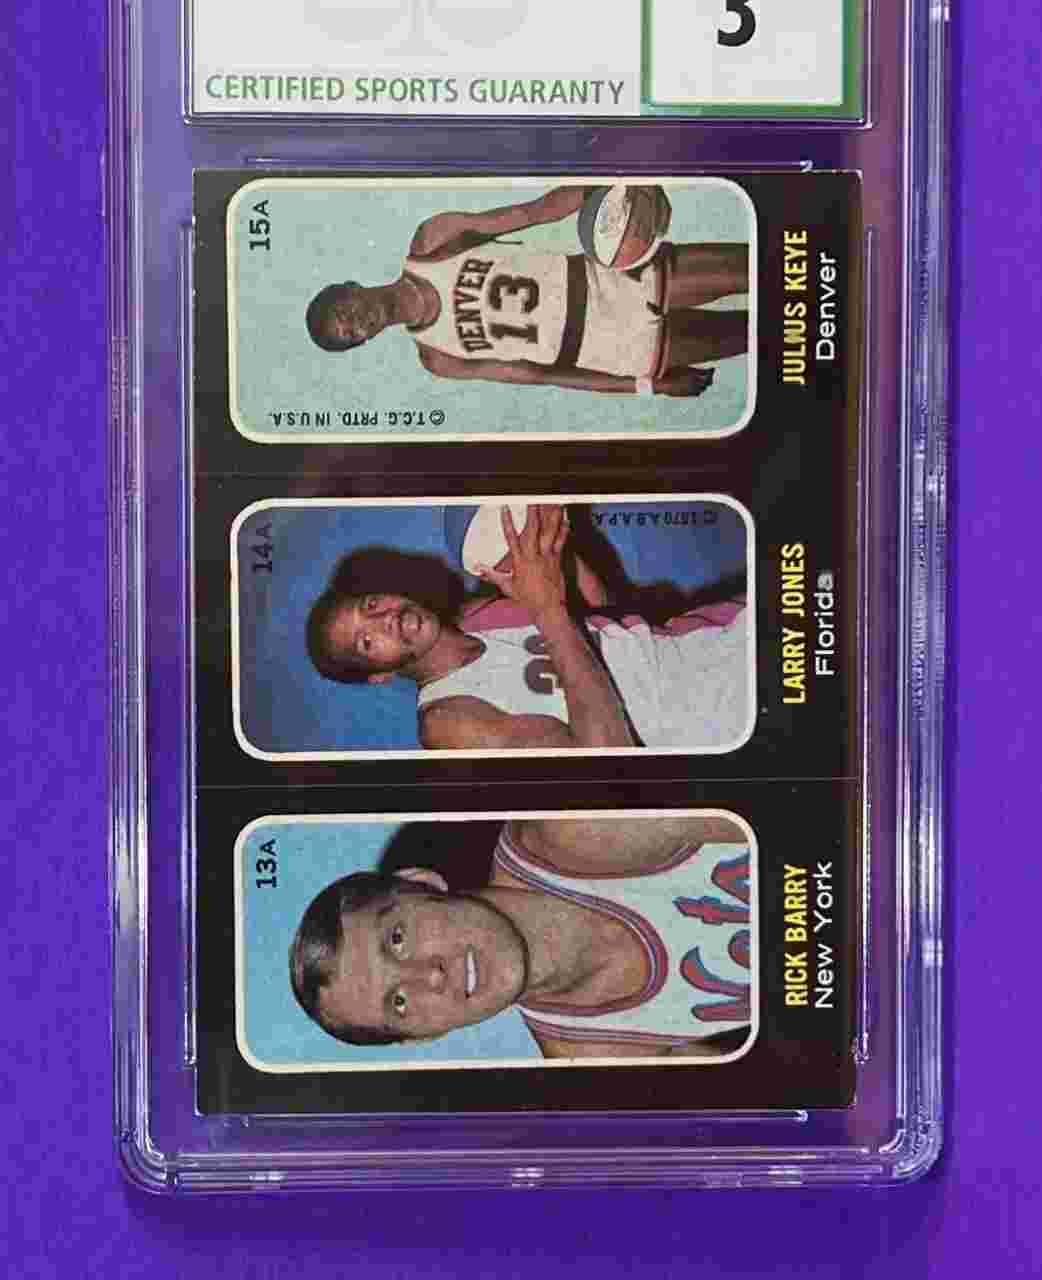 3
CERTIFIED SPORTS GUARANTY
15A
DENVER
13
© T.C.G. PRTD. IN U.S.A.
JULIUS KEYE
Denver
14A
© 1970 A.B.A.P.A.
LARRY JONES
Florida
13A
RICK BARRY
New York